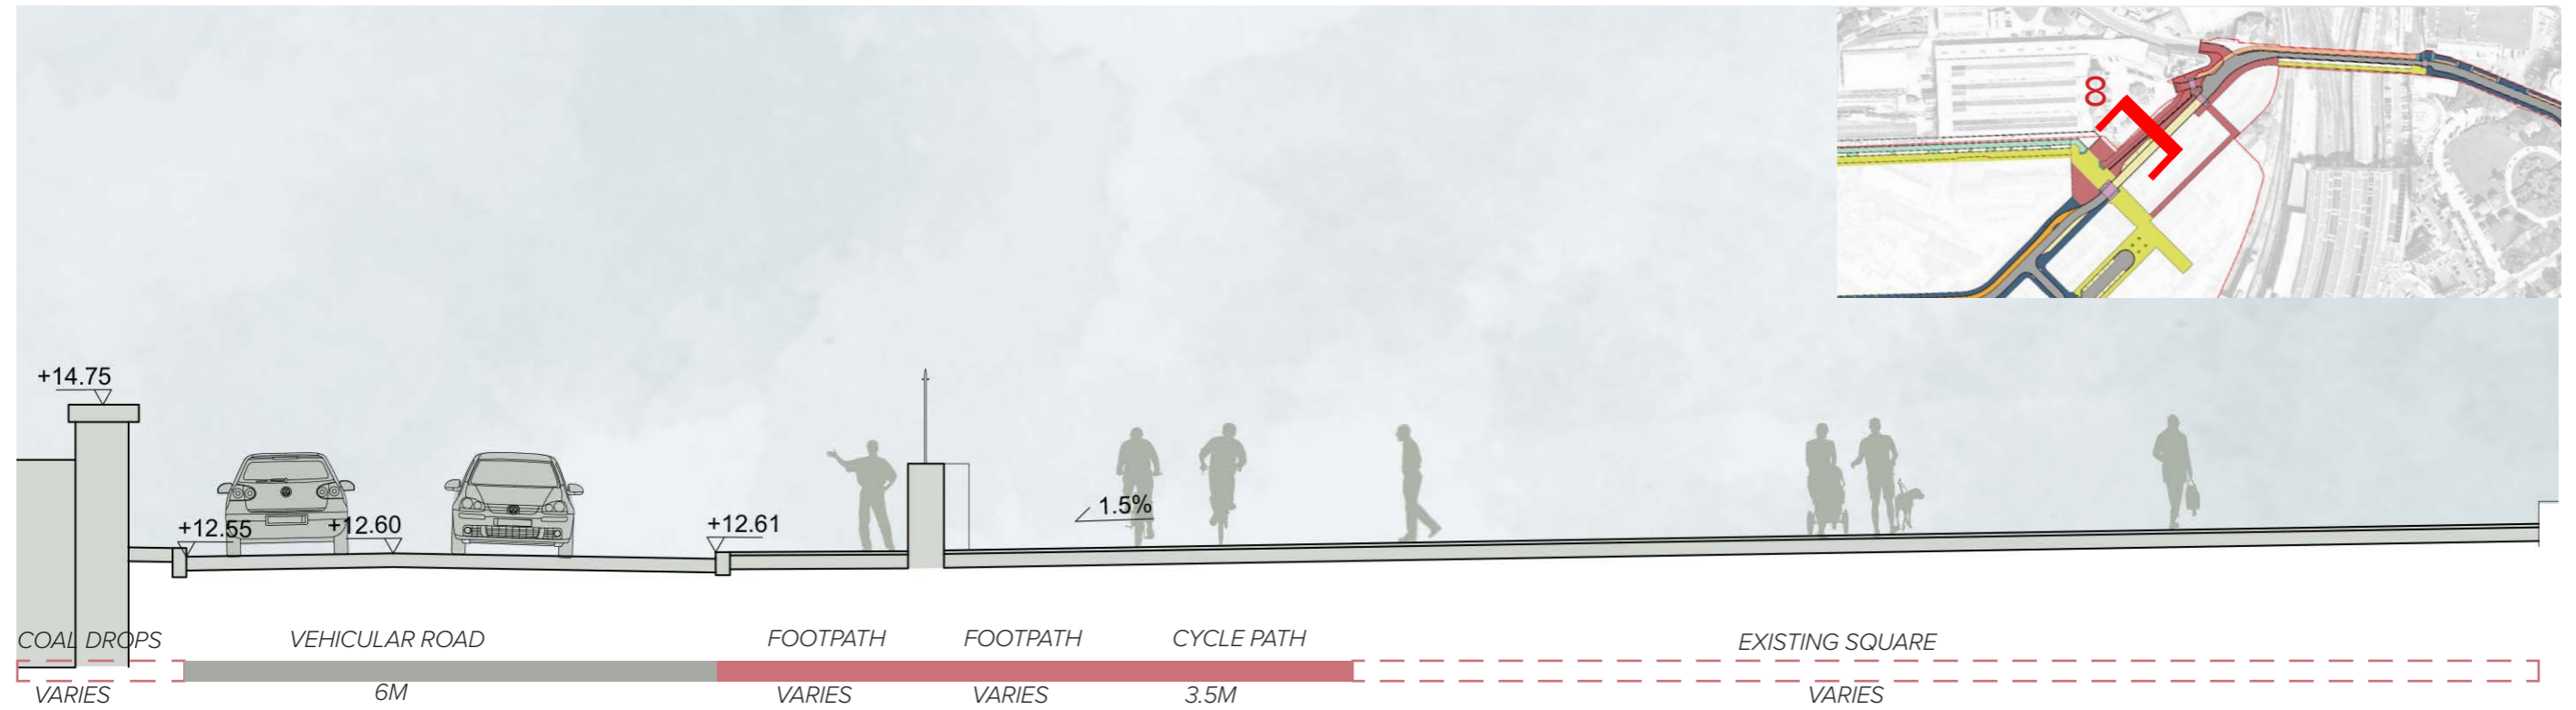 8
+14.75
+12.55
+12.60
+12.61
1.5%
COAL DROPS
VEHICULAR ROAD
FOOTPATH
FOOTPATH
CYCLE PATH
EXISTING SQUARE
VARIES
6M
VARIES
VARIES
3.5M
VARIES